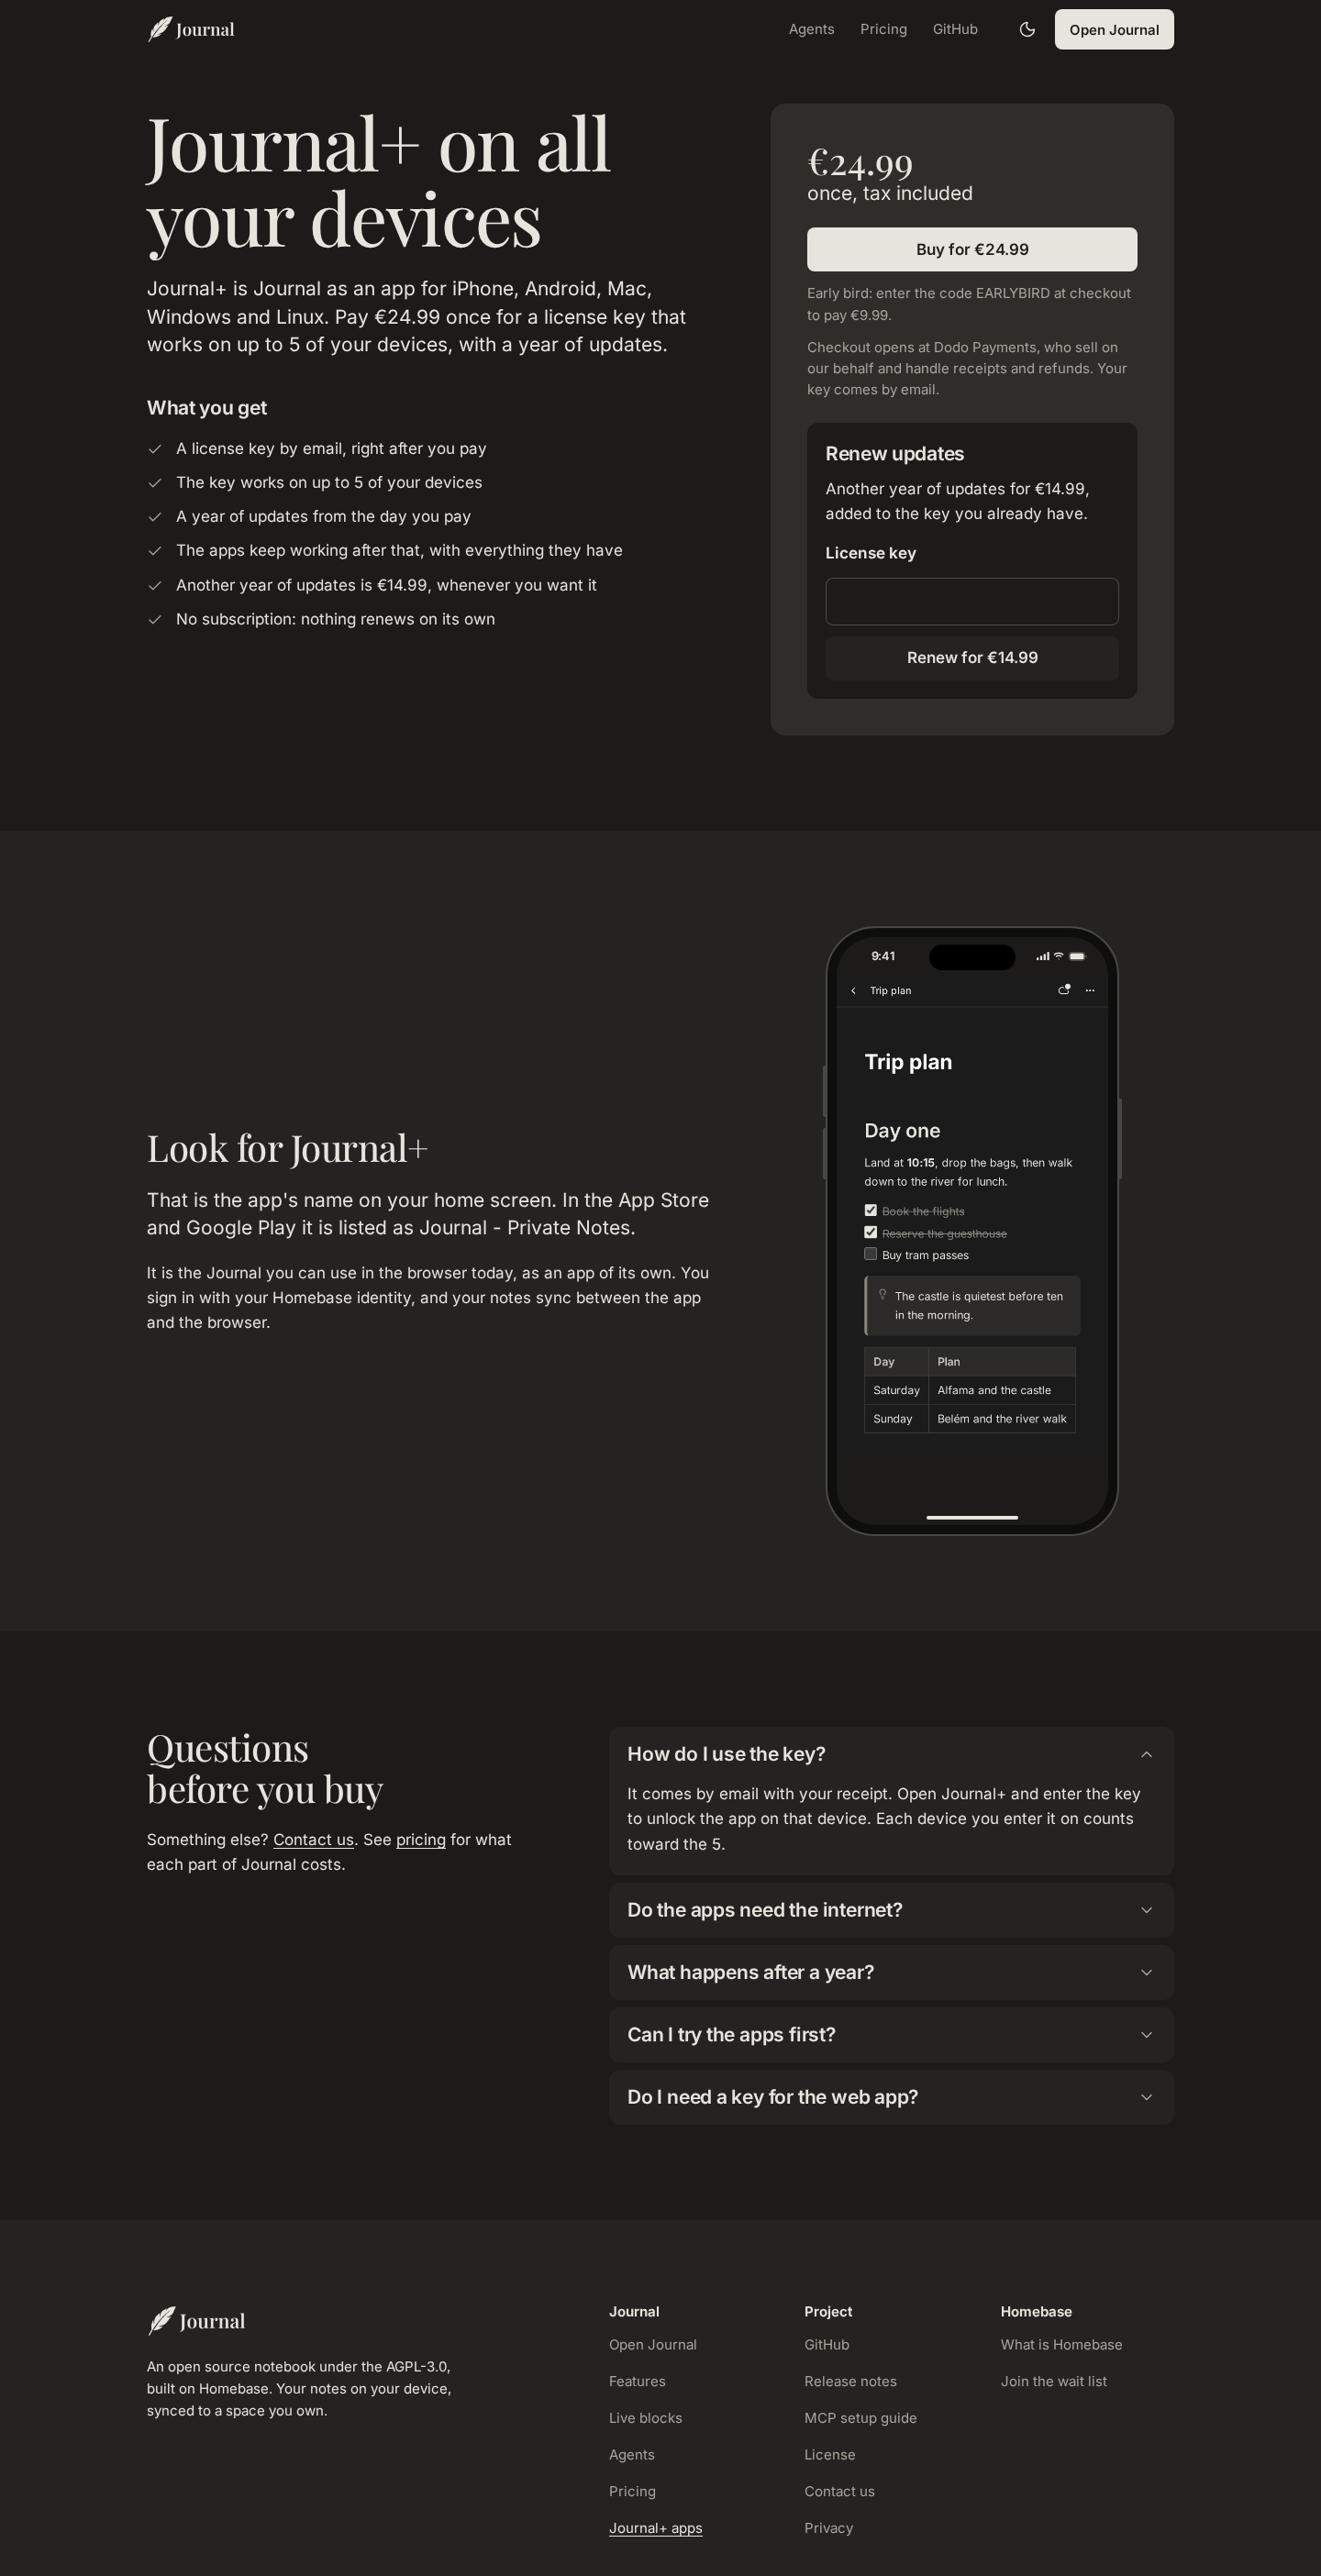 Journal
Agents
Pricing
GitHub
Open Journal
Journal+ on all
your devices
Journal+ is Journal as an app for iPhone, Android, Mac,
Windows and Linux. Pay €24.99 once for a license key that
works on up to 5 of your devices, with a year of updates.
What you get
A license key by email, right after you pay
The key works on up to 5 of your devices
A year of updates from the day you pay
The apps keep working after that, with everything they have
Another year of updates is €14.99, whenever you want it
No subscription: nothing renews on its own
€24.99
once, tax included
Buy for €24.99
Early bird: enter the code EARLYBIRD at checkout
to pay €9.99.
Checkout opens at Dodo Payments, who sell on
our behalf and handle receipts and refunds. Your
key comes by email.
Renew updates
Another year of updates for €14.99,
added to the key you already have.
License key
Renew for €14.99
Look for Journal+
That is the app's name on your home screen. In the App Store
and Google Play it is listed as Journal - Private Notes.
It is the Journal you can use in the browser today, as an app of its own. You
sign in with your Homebase identity, and your notes sync between the app
and the browser.
9:41
Trip plan
Trip plan
Day one
Land at 10:15, drop the bags, then walk
down to the river for lunch.
Book the flights
Reserve the guesthouse
Buy tram passes
The castle is quietest before ten
in the morning.
Day Plan
Saturday Alfama and the castle
Sunday Belém and the river walk
Questions
before you buy
Something else? Contact us. See pricing for what
each part of Journal costs.
How do I use the key?
It comes by email with your receipt. Open Journal+ and enter the key
to unlock the app on that device. Each device you enter it on counts
toward the 5.
Do the apps need the internet?
What happens after a year?
Can I try the apps first?
Do I need a key for the web app?
Journal
An open source notebook under the AGPL-3.0,
built on Homebase. Your notes on your device,
synced to a space you own.
Journal
Open Journal
Features
Live blocks
Agents
Pricing
Journal+ apps
Project
GitHub
Release notes
MCP setup guide
License
Contact us
Privacy
Homebase
What is Homebase
Join the wait list